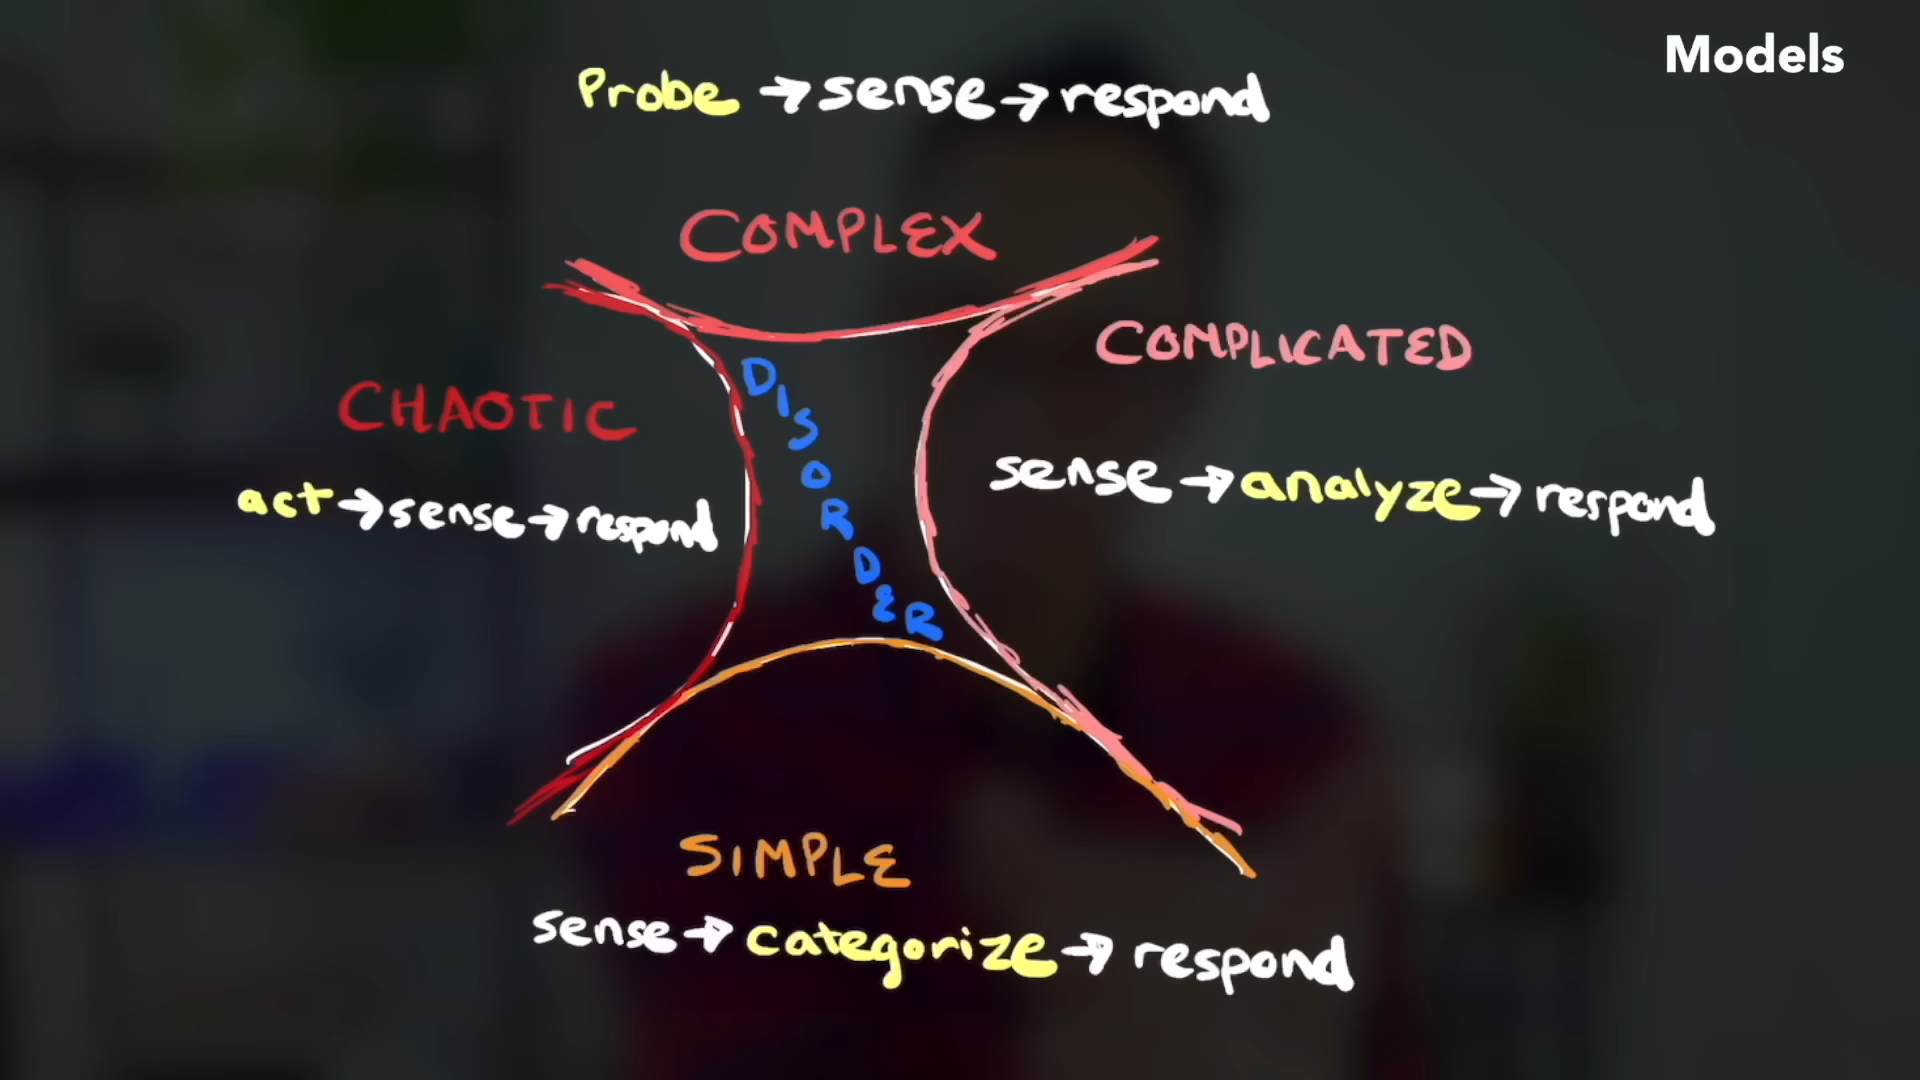 Models
Probe → sense → respond
COMPLEX
COMPLICATED
CHAOTIC
DISORDER
sense → analyze → respond
act → sense → respond
SIMPLE
sense → categorize → respond